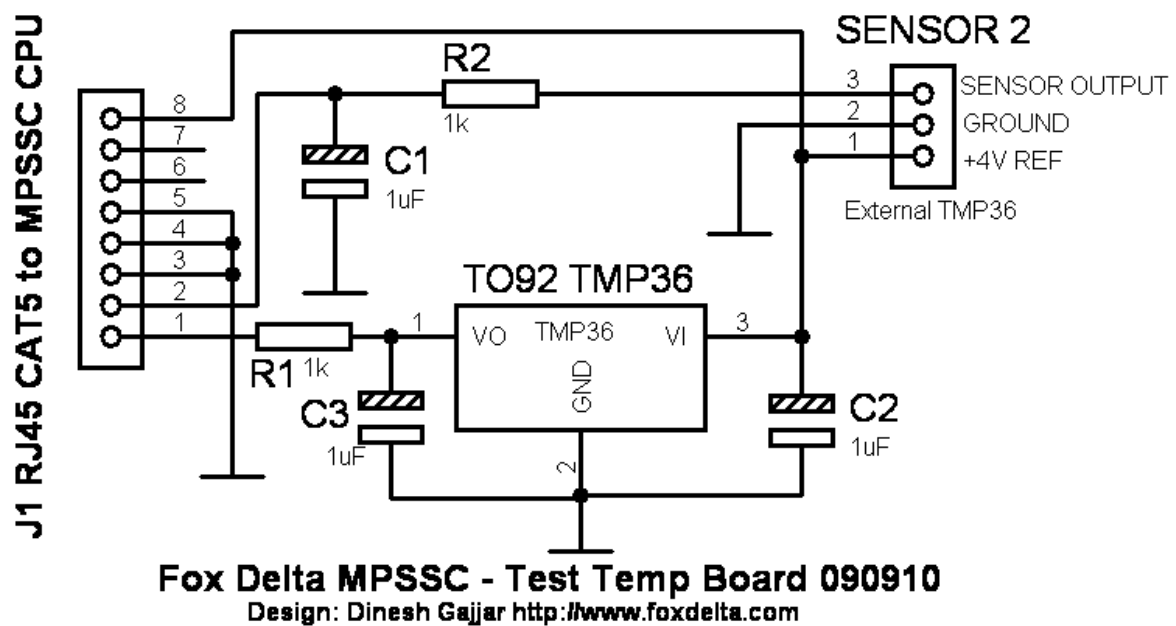 J1 RJ45 CAT5 to MPSSC CPU
8
7
6
5
4
3
2
1
R2
1k
C1
1uF
SENSOR 2
3
SENSOR OUTPUT
2
GROUND
1
+4V REF
External TMP36
R1
1k
TO92 TMP36
1
VO
TMP36
VI
3
GND
2
C3
1uF
C2
1uF
Fox Delta MPSSC - Test Temp Board 090910
Design: Dinesh Gajjar http://www.foxdelta.com